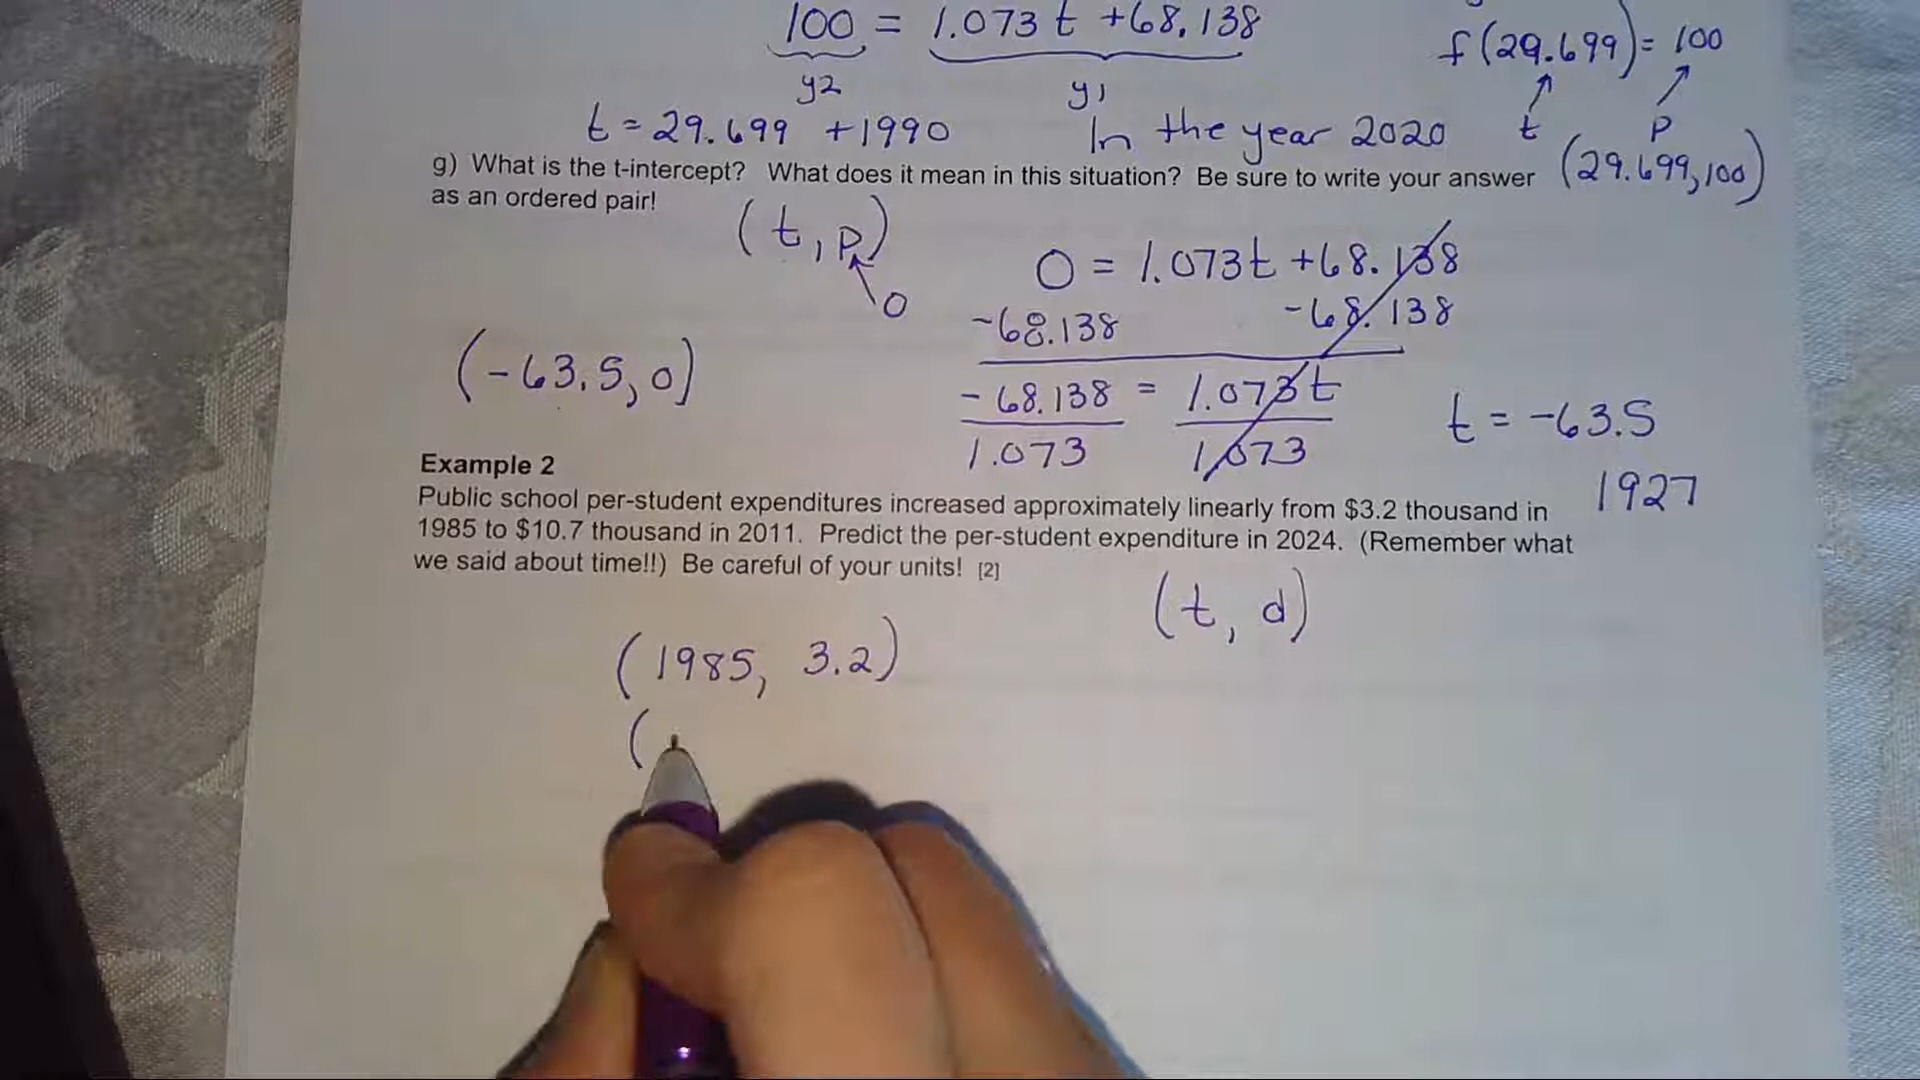 100 = 1.073 t + 68.138
y2
y1
f(29.699) = 100
t
p
(29.699, 100)
t = 29.699 + 1990
In the year 2020
g) What is the t-intercept? What does it mean in this situation? Be sure to write your answer
as an ordered pair!
(t, p)
0
0 = 1.073t + 68.138
-68.138 -68.138
-68.138 = 1.073t
1.073 1.073
(-63.5, 0)
t = -63.5
1927
Example 2
Public school per-student expenditures increased approximately linearly from $3.2 thousand in
1985 to $10.7 thousand in 2011. Predict the per-student expenditure in 2024. (Remember what
we said about time!!) Be careful of your units! [2]
(t, d)
(1985, 3.2)
(